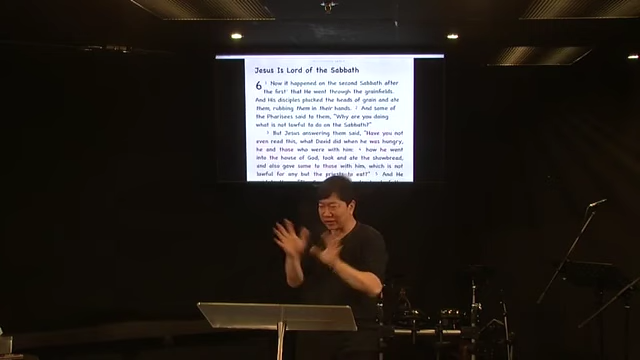 Jesus Is Lord of the Sabbath
6 1 Now it happened on the second Sabbath after
the first that He went through the grainfields.
And His disciples plucked the heads of grain and ate
them, rubbing them in their hands. And some of
the Pharisees said to them, "Why are you doing
what is not lawful to do on the Sabbath?"
But Jesus answering them said, "Have you not
even read this, what David did when he was hungry,
he and those who were with him: how he went
into the house of God, took and ate the showbread,
and also gave some to those with him, which is not
lawful for any but the priests to eat?" And He